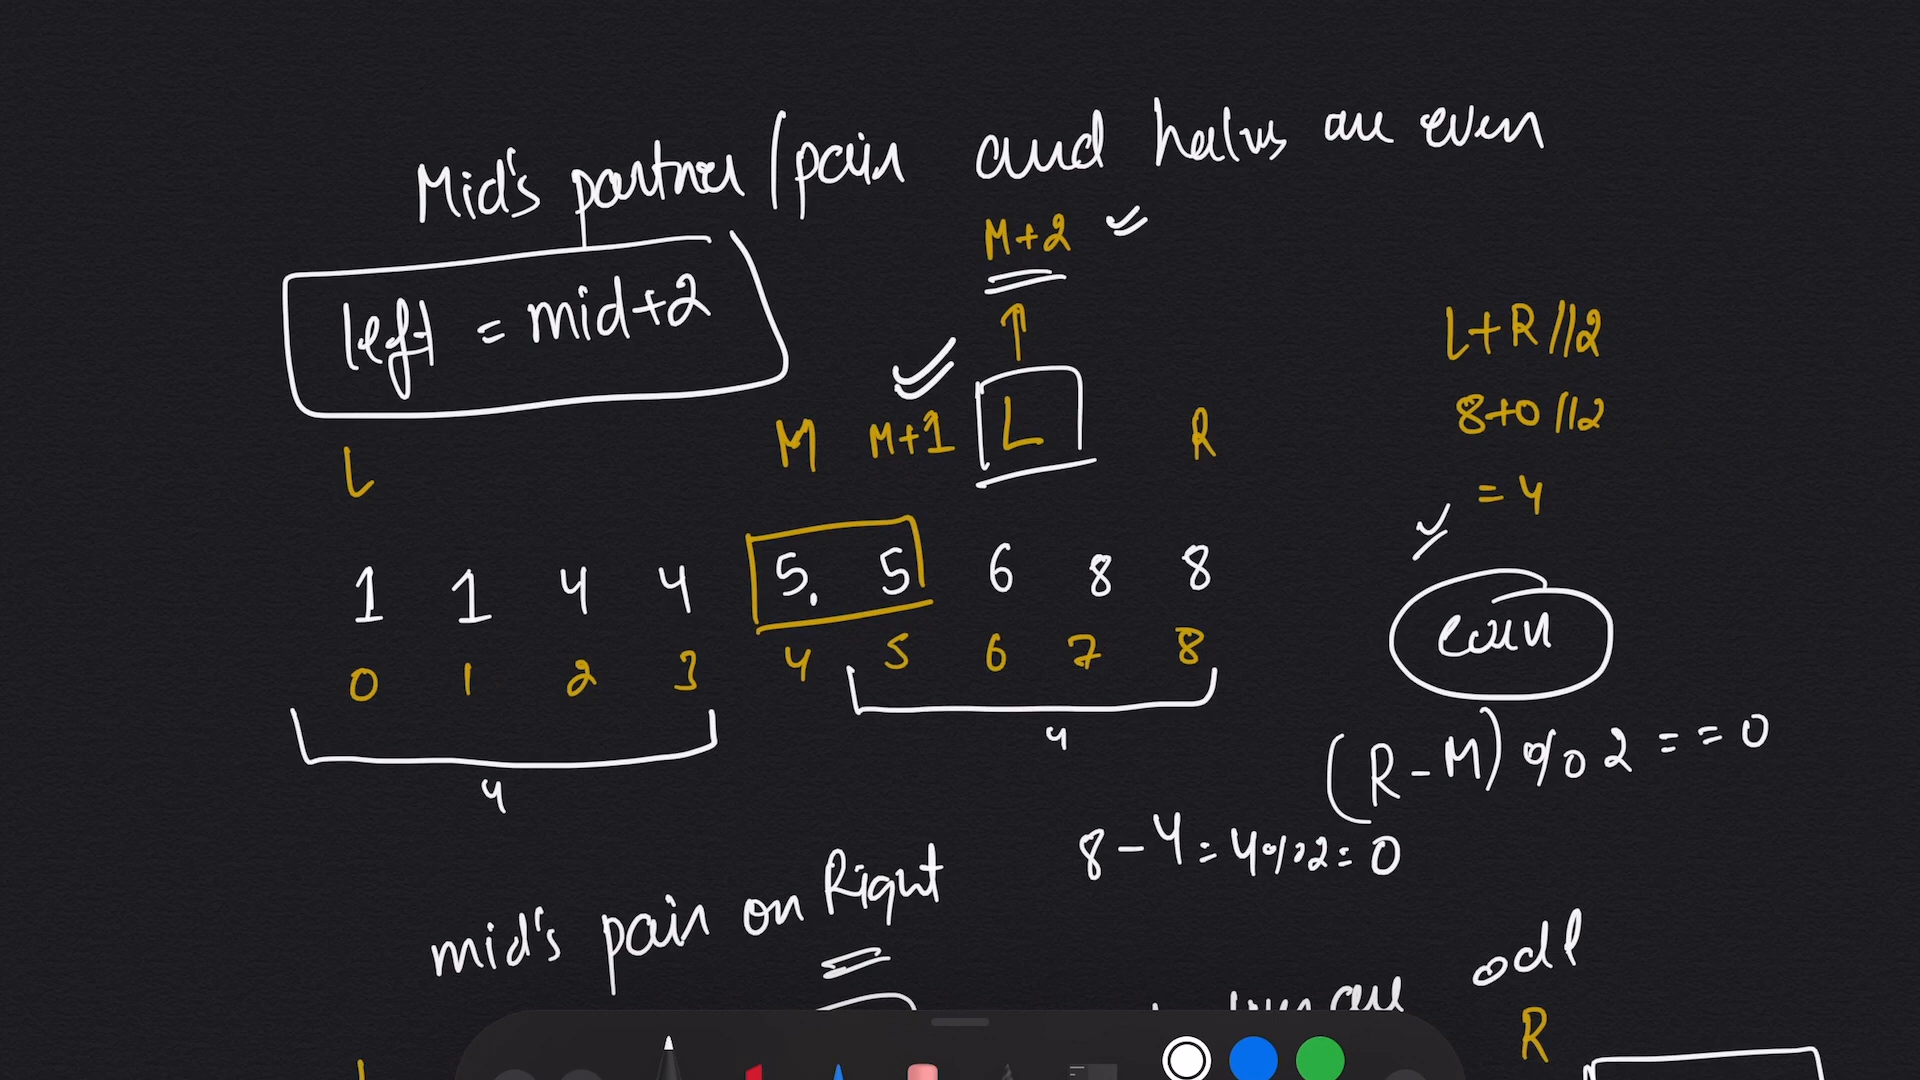 Mid's partner/pair and halves are even
M+2
left = mid+2
L+R//2
8+0//2
= 4
L M M+1 L R
1 1 4 4 5 5 6 8 8
0 1 2 3 4 5 6 7 8
even
4
4
(R-M)%2==0
8-4=4%2=0
mid's pair on Right
odd
are
R